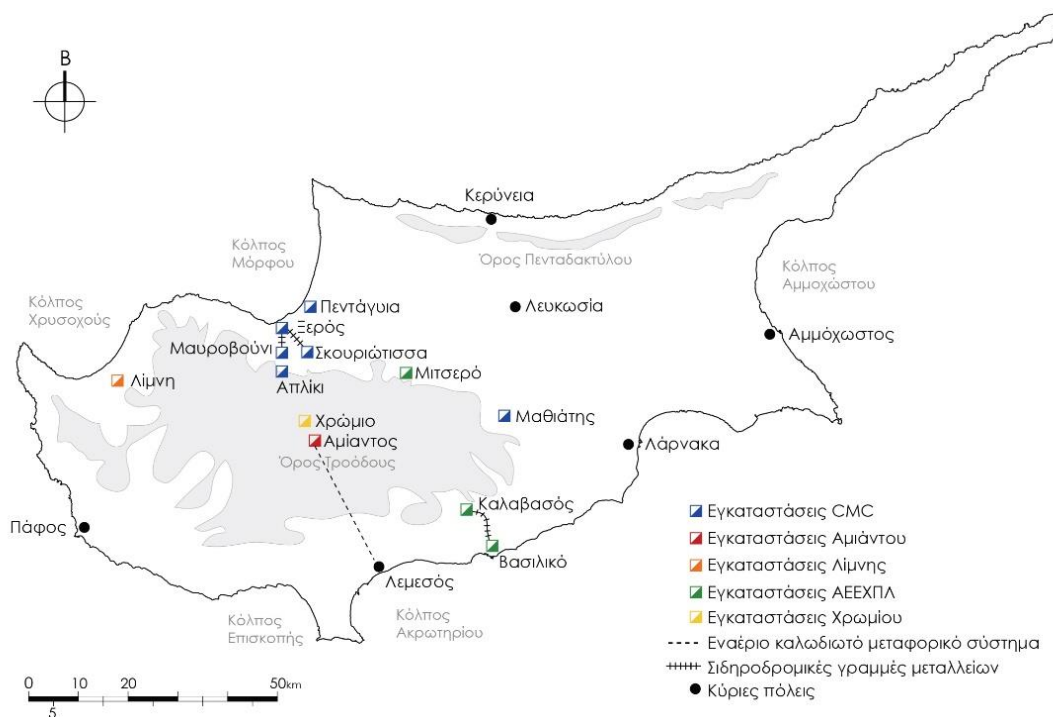 Β
Κερύνεια
Κόλπος
Μόρφου
Όρος Πενταδακτύλου
Κόλπος
Αμμοχώστου
Κόλπος
Χρυσοχούς
Πεντάγυια
Λευκωσία
Ξερός
Αμμόχωστος
Μαυροβούνι
Σκουριώτισσα
Απλίκι
Μιτσερό
Λίμνη
Χρώμιο
Μαθιάτης
Αμίαντος
Λάρνακα
Όρος Τροόδους
Καλαβασός
Πάφος
Βασιλικό
Λεμεσός
Κόλπος
Επισκοπής
Κόλπος
Ακρωτηρίου
Εγκαταστάσεις CMC
Εγκαταστάσεις Αμιάντου
Εγκαταστάσεις Λίμνης
Εγκαταστάσεις ΑΕΕΧΠΛ
Εγκαταστάσεις Χρωμίου
Εναέριο καλωδιωτό μεταφορικό σύστημα
Σιδηροδρομικές γραμμές μεταλλείων
Κύριες πόλεις
0 10 20 50km
5